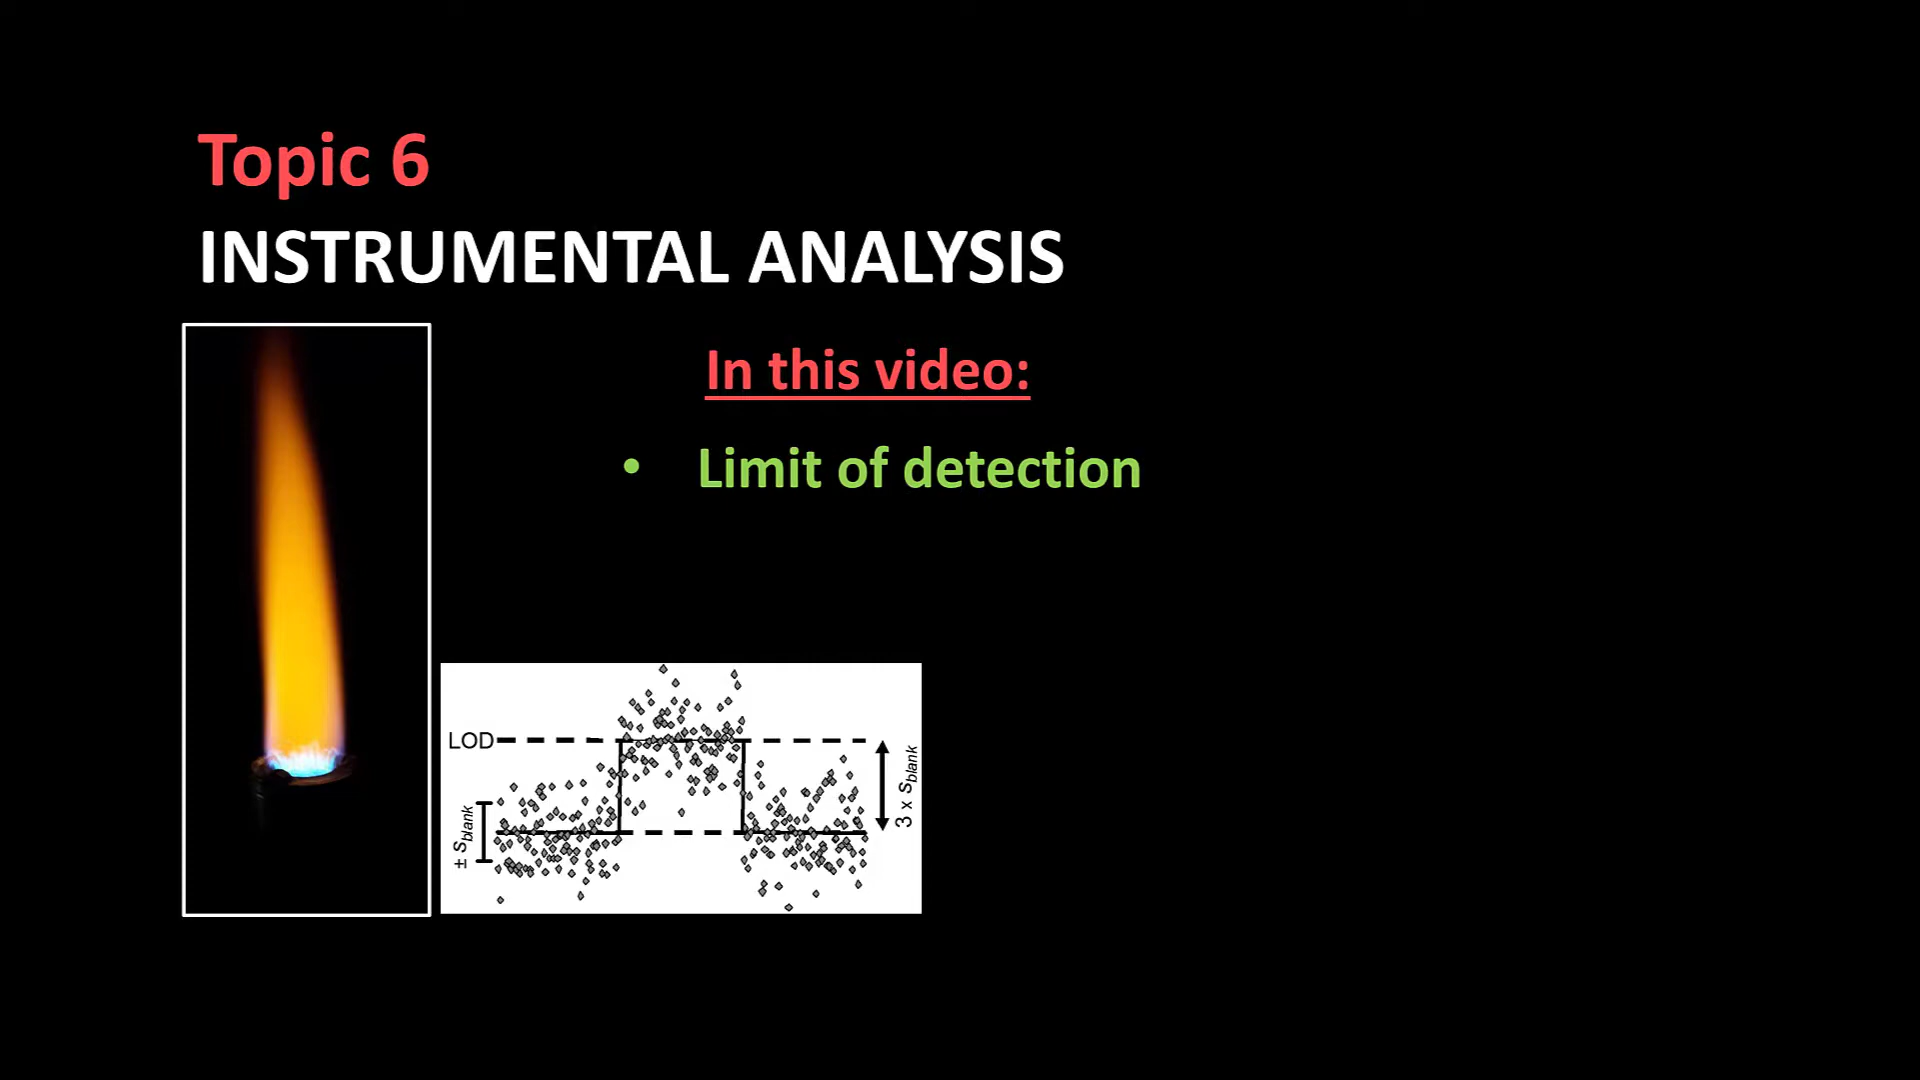 Topic 6
INSTRUMENTAL ANALYSIS
In this video:
• Limit of detection
LOD
± sblank
3 x sblank